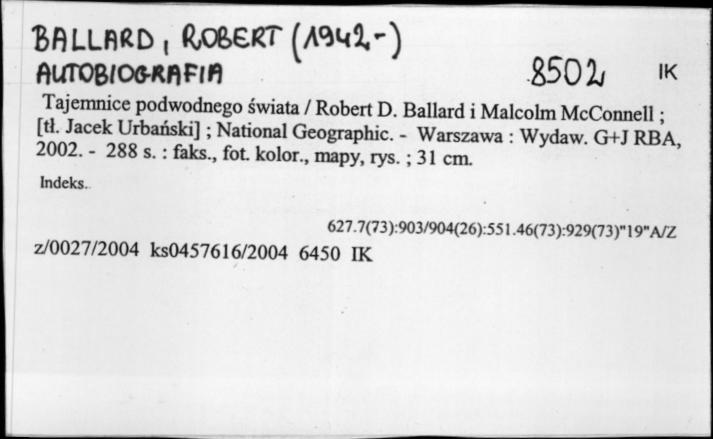 BALLARD, ROBERT (1942-)
AUTOBIOGRAFIA
8502 IK
Tajemnice podwodnego świata / Robert D. Ballard i Malcolm McConnell ;
[tł. Jacek Urbański] ; National Geographic. - Warszawa : Wydaw. G+J RBA,
2002. - 288 s. : faks., fot. kolor., mapy, rys. ; 31 cm.
Indeks.
627.7(73):903/904(26):551.46(73):929(73)"19"A/Z
z/0027/2004 ks0457616/2004 6450 IK